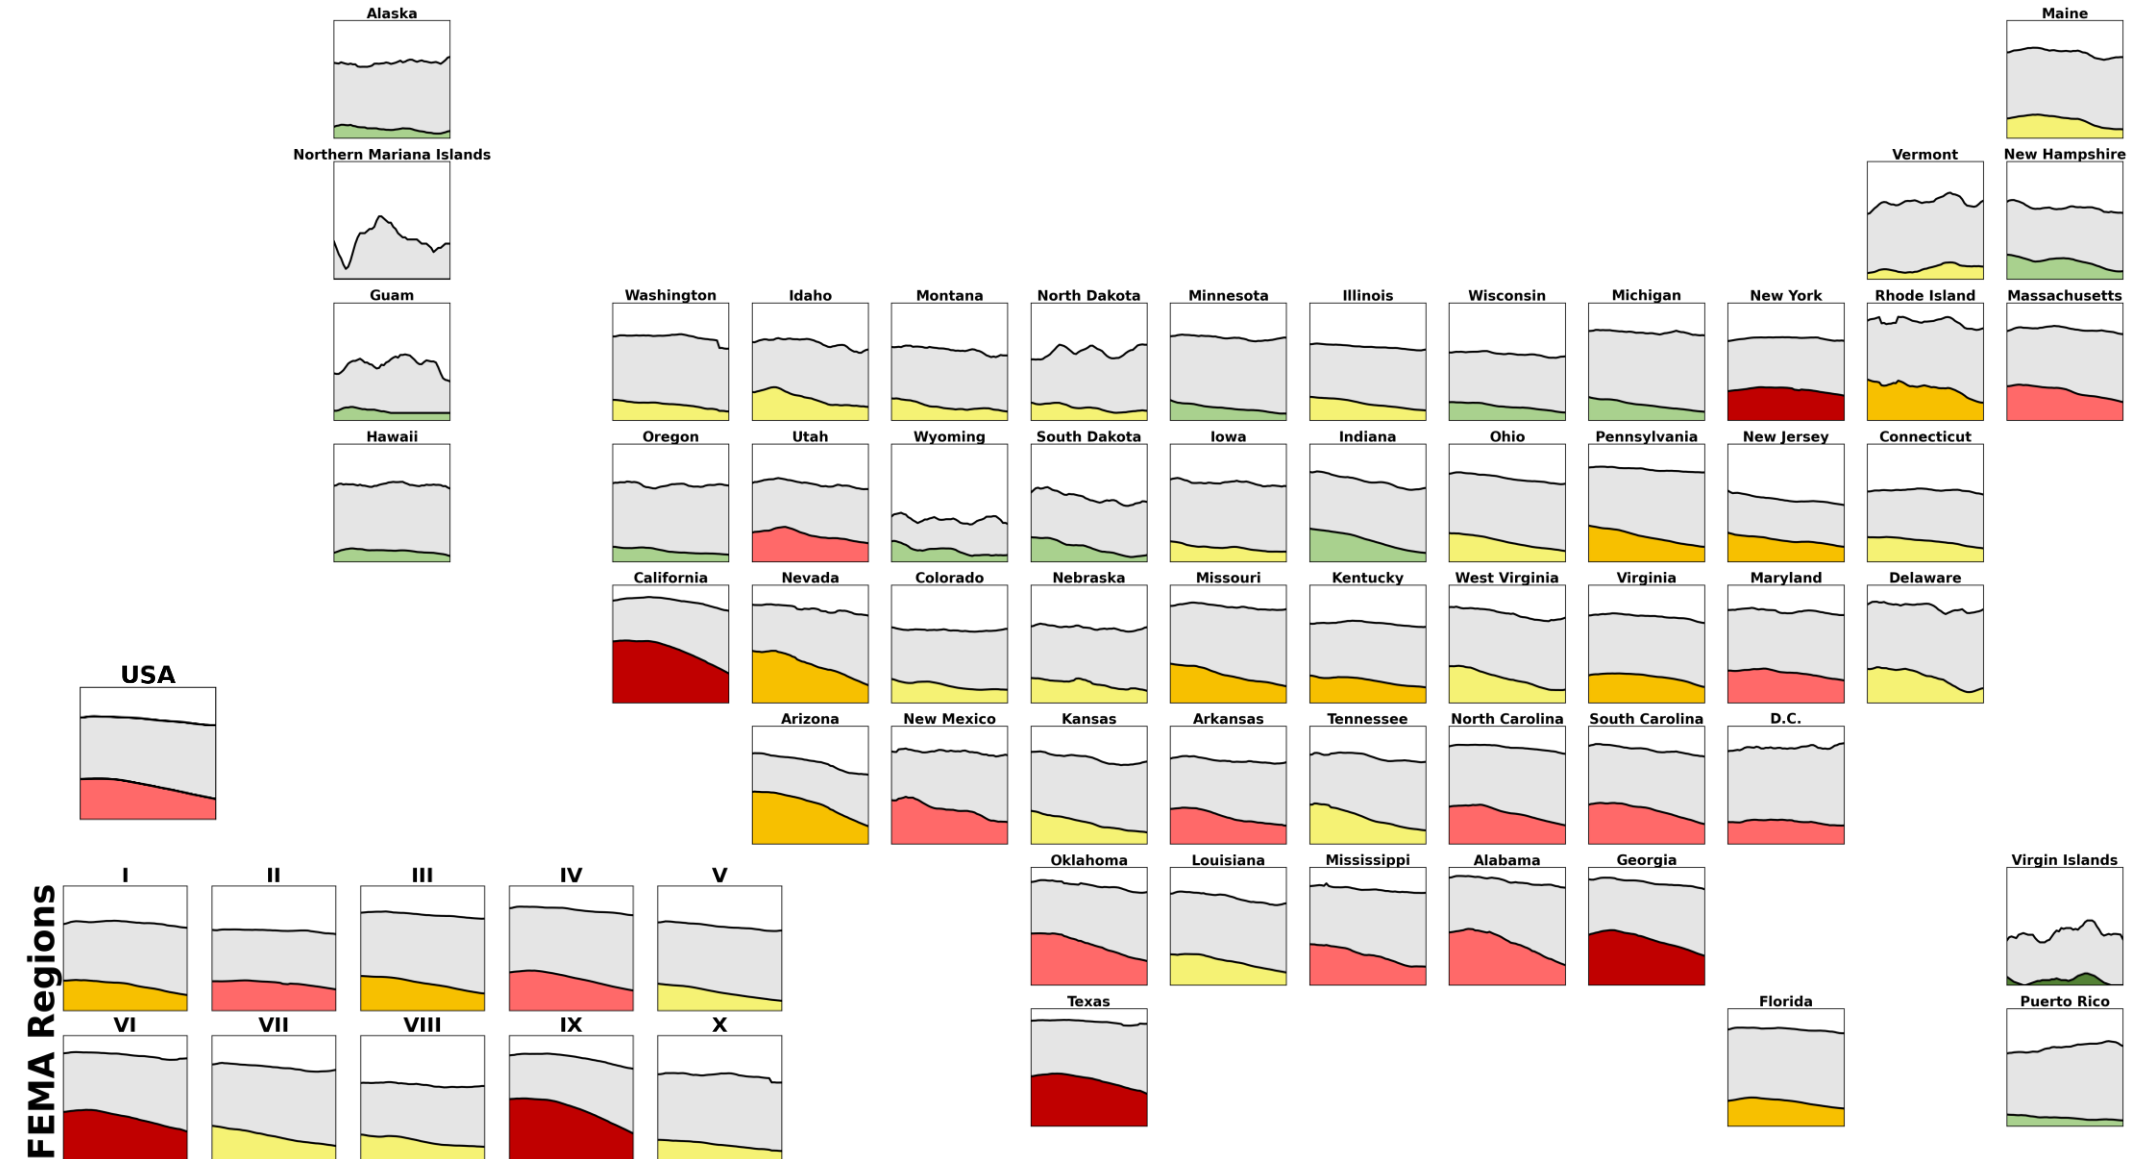 Alaska
Maine
Northern Mariana Islands
Vermont
New Hampshire
Guam
Washington
Idaho
Montana
North Dakota
Minnesota
Illinois
Wisconsin
Michigan
New York
Rhode Island
Massachusetts
Hawaii
Oregon
Utah
Wyoming
South Dakota
Iowa
Indiana
Ohio
Pennsylvania
New Jersey
Connecticut
California
Nevada
Colorado
Nebraska
Missouri
Kentucky
West Virginia
Virginia
Maryland
Delaware
USA
Arizona
New Mexico
Kansas
Arkansas
Tennessee
North Carolina
South Carolina
D.C.
Oklahoma
Louisiana
Mississippi
Alabama
Georgia
Virgin Islands
Texas
Florida
Puerto Rico
FEMA Regions
I
II
III
IV
V
VI
VII
VIII
IX
X